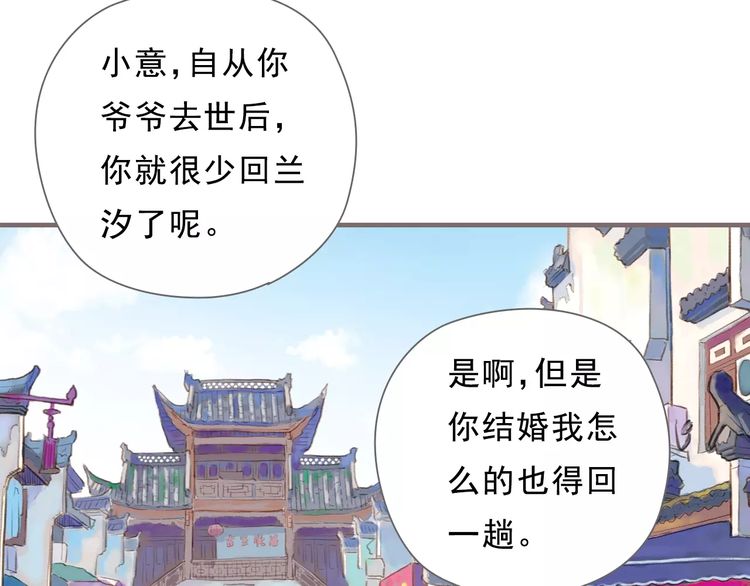 小意,自从你
爷爷去世后,
你就很少回兰
汐了呢。
是啊,但是
你结婚我怎
么的也得回
一趟。